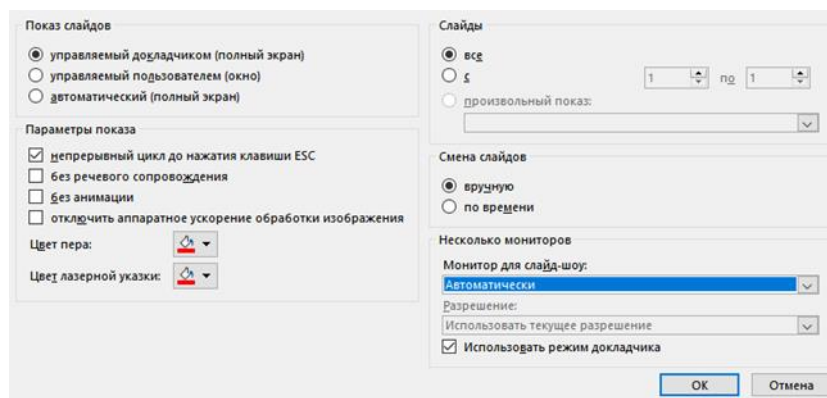 Показ слайдов
управляемый докладчиком (полный экран)
управляемый пользователем (окно)
автоматический (полный экран)
Параметры показа
непрерывный цикл до нажатия клавиши ESC
без речевого сопровождения
без анимации
отключить аппаратное ускорение обработки изображения
Цвет пера:
Цвет лазерной указки:
Слайды
все
с 1 по 1
произвольный показ:
Смена слайдов
вручную
по времени
Несколько мониторов
Монитор для слайд-шоу:
Автоматически
Разрешение:
Использовать текущее разрешение
Использовать режим докладчика
ОК Отмена